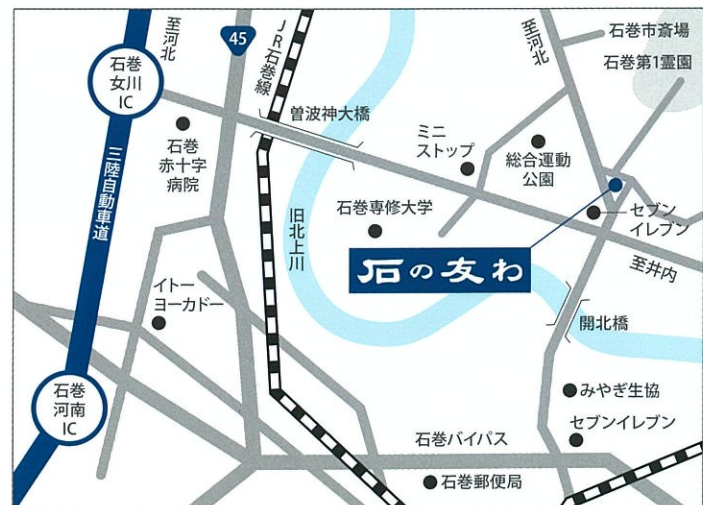 至河北
45
JR石巻線
至河北
石巻市斎場
石巻第1霊園
石巻
女川
IC
曽波神大橋
石巻
赤十字
病院
ミニ
ストップ
総合運動
公園
三陸自動車道
旧北上川
石巻専修大学
セブン
イレブン
石の友わ
至井内
イトー
ヨーカドー
開北橋
石巻
河南
IC
みやぎ生協
セブンイレブン
石巻バイパス
石巻郵便局